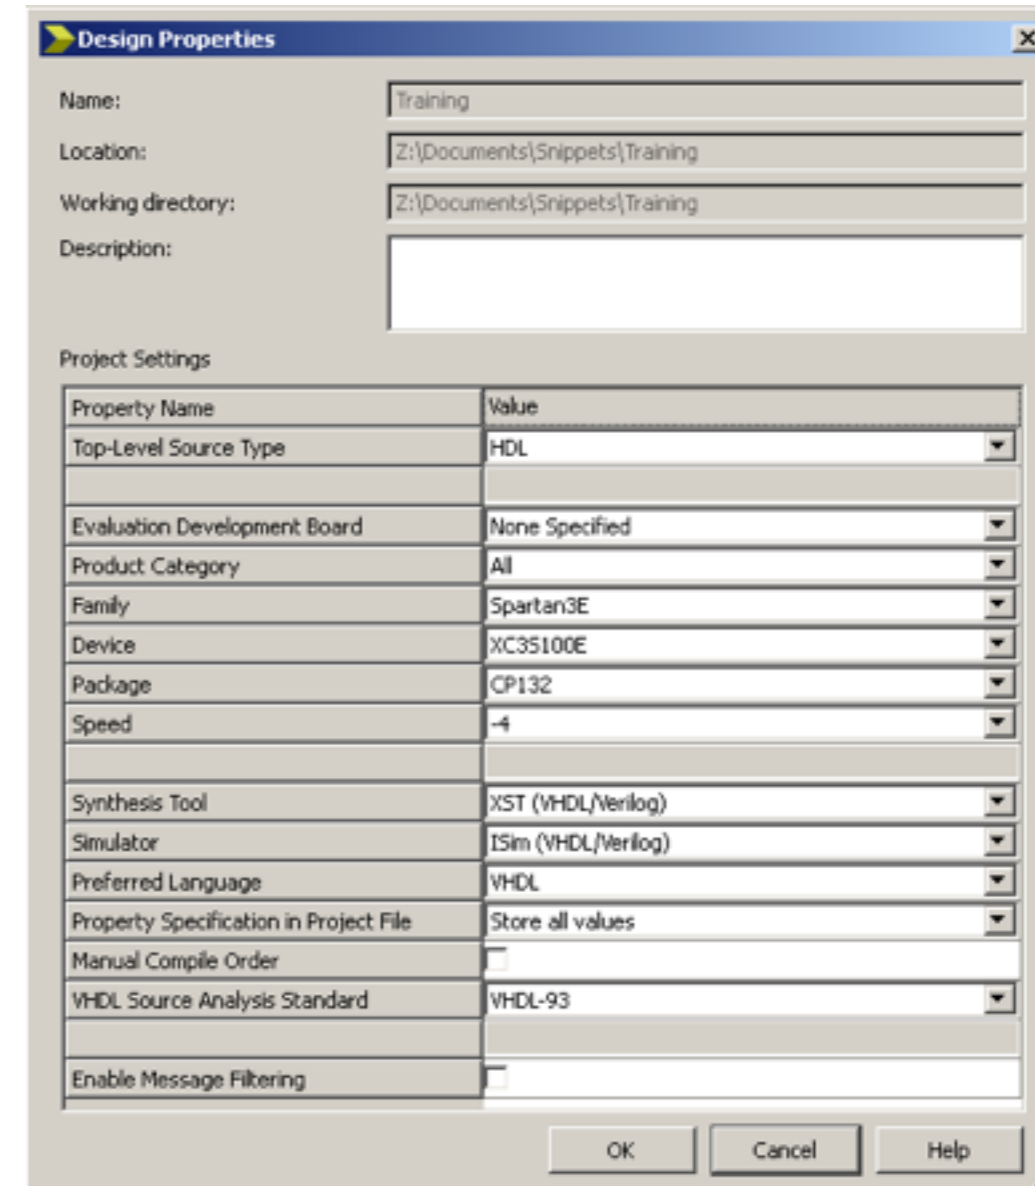 Design Properties
Name: Training
Location: Z:\Documents\Snippets\Training
Working directory: Z:\Documents\Snippets\Training
Description:
Project Settings
Property Name Value
Top-Level Source Type HDL
Evaluation Development Board None Specified
Product Category All
Family Spartan3E
Device XC3S100E
Package CP132
Speed -4
Synthesis Tool XST (VHDL/Verilog)
Simulator ISim (VHDL/Verilog)
Preferred Language VHDL
Property Specification in Project File Store all values
Manual Compile Order
VHDL Source Analysis Standard VHDL-93
Enable Message Filtering
OK Cancel Help